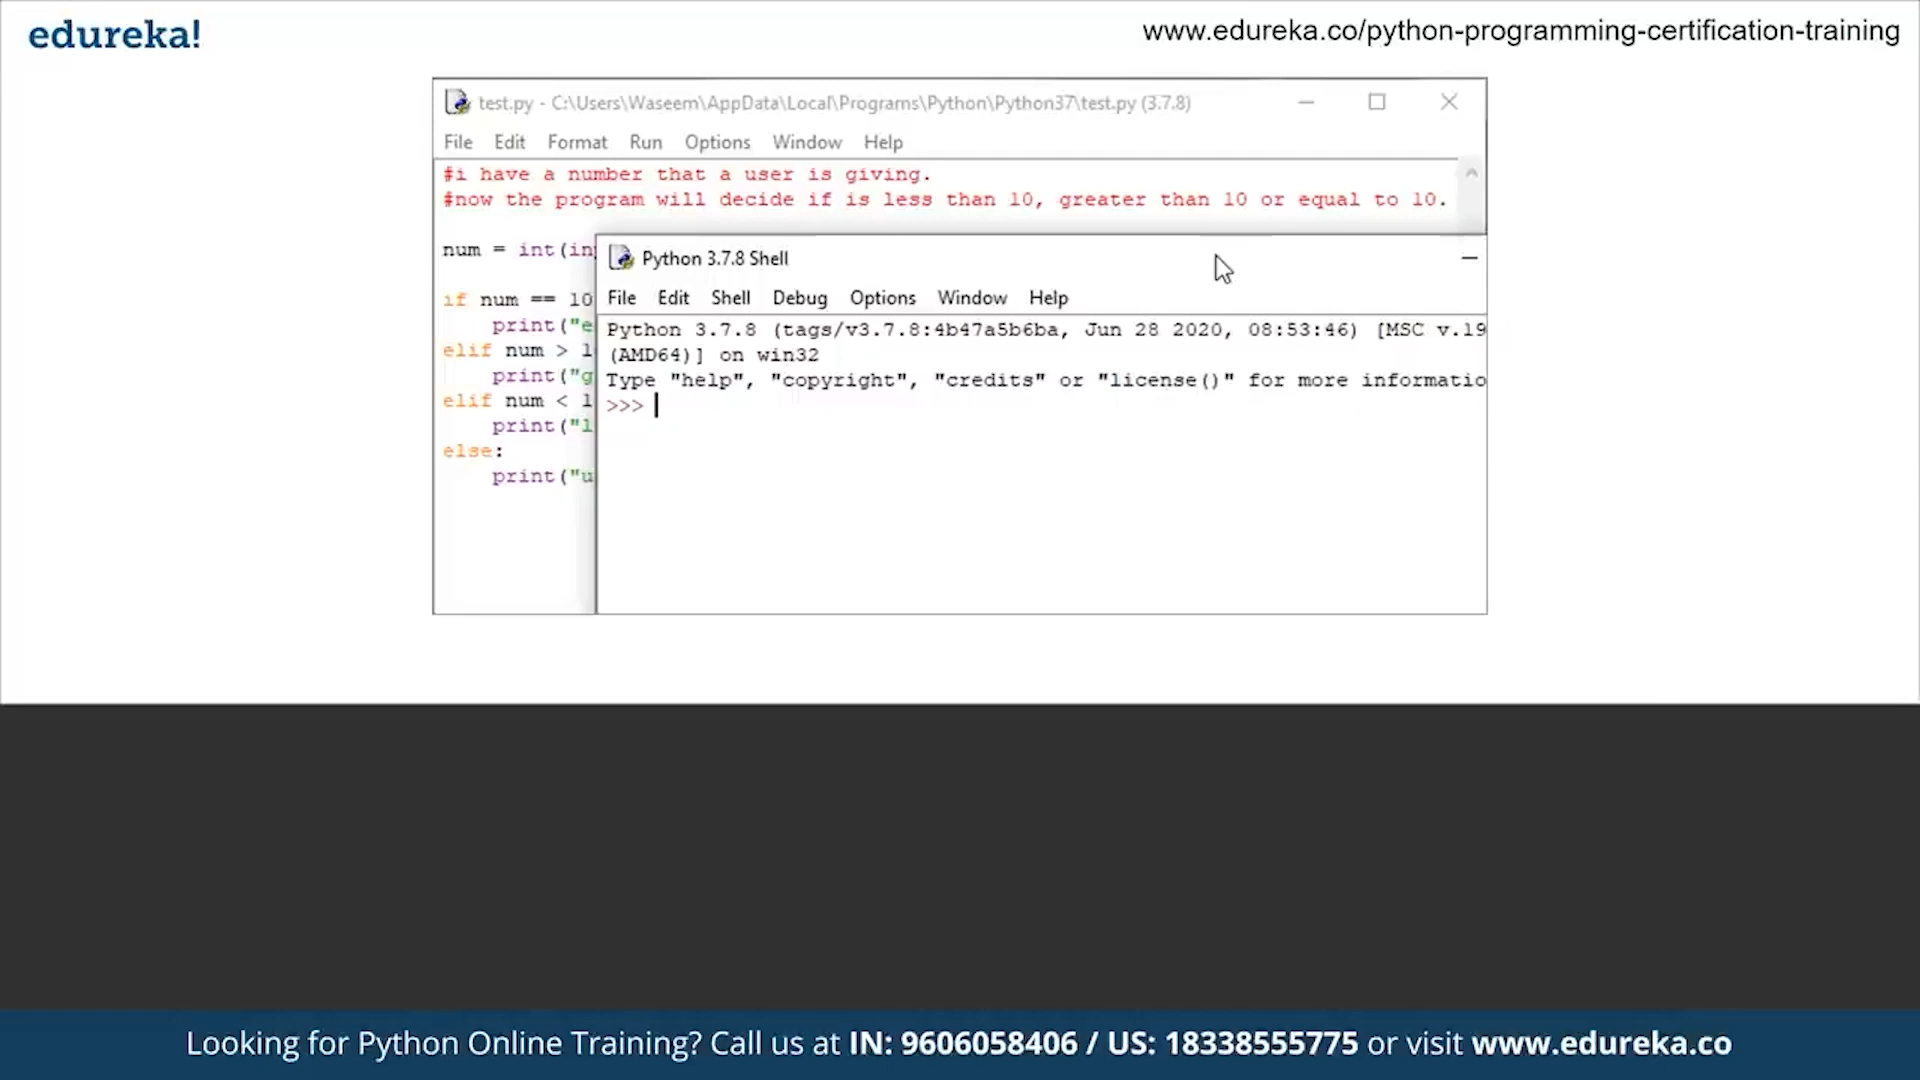 edureka!
www.edureka.co/python-programming-certification-training
test.py - C:\Users\Waseem\AppData\Local\Programs\Python\Python37\test.py (3.7.8)
File Edit Format Run Options Window Help
#i have a number that a user is giving.
#now the program will decide if is less than 10, greater than 10 or equal to 10.
num = int(in
if num == 10
print("e
elif num > 1
print("g
elif num < 1
print("l
else:
print("u
Python 3.7.8 Shell
File Edit Shell Debug Options Window Help
Python 3.7.8 (tags/v3.7.8:4b47a5b6ba, Jun 28 2020, 08:53:46) [MSC v.19
(AMD64)] on win32
Type "help", "copyright", "credits" or "license()" for more informatio
>>>
Looking for Python Online Training? Call us at IN: 9606058406 / US: 18338555775 or visit www.edureka.co